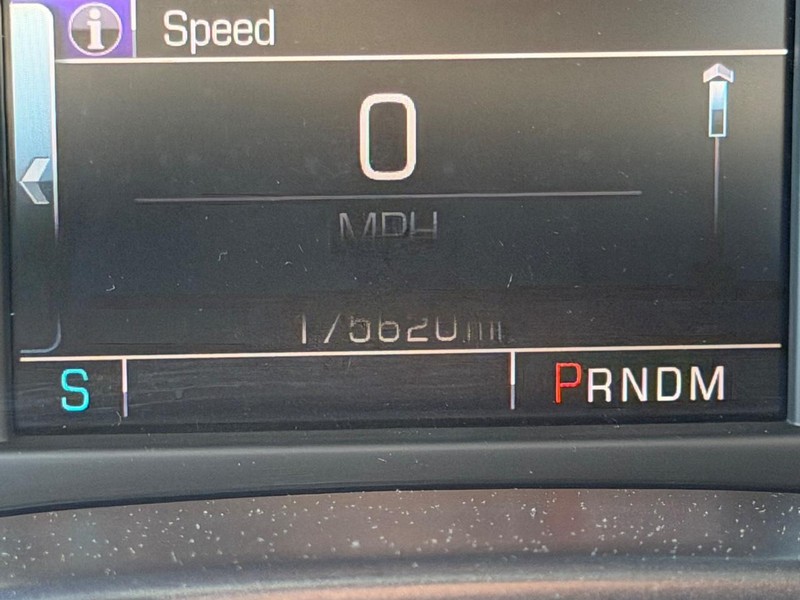 i Speed
0
MPH
175620 mi
S PRNDM